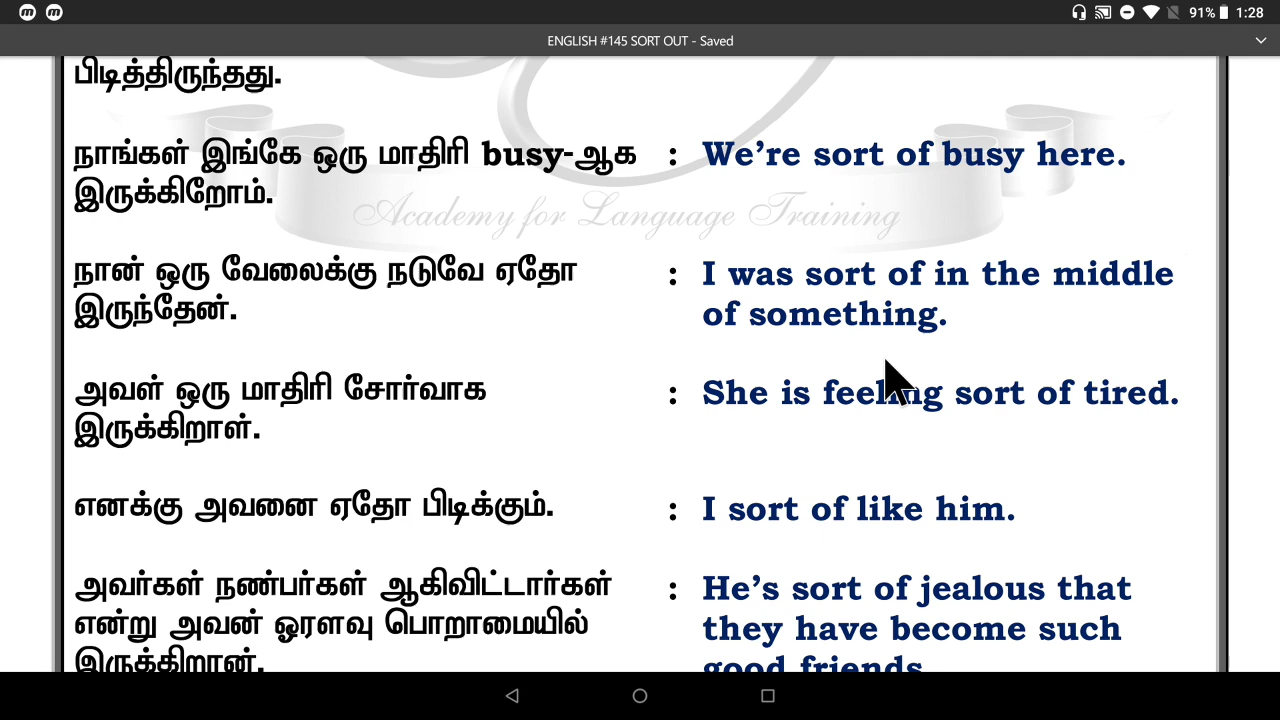 91% 1:28
ENGLISH #145 SORT OUT - Saved
பிடித்திருந்தது.
நாங்கள் இங்கே ஒரு மாதிரி busy-ஆக : We’re sort of busy here.
இருக்கிறோம்.
Academy for Language Training
நான் ஒரு வேலைக்கு நடுவே ஏதோ : I was sort of in the middle
இருந்தேன். of something.
அவள் ஒரு மாதிரி சோர்வாக : She is feeling sort of tired.
இருக்கிறாள்.
எனக்கு அவனை ஏதோ பிடிக்கும். : I sort of like him.
அவர்கள் நண்பர்கள் ஆகிவிட்டார்கள் : He’s sort of jealous that
என்று அவன் ஓரளவு பொறாமையில் they have become such
இருக்கிறான். good friends